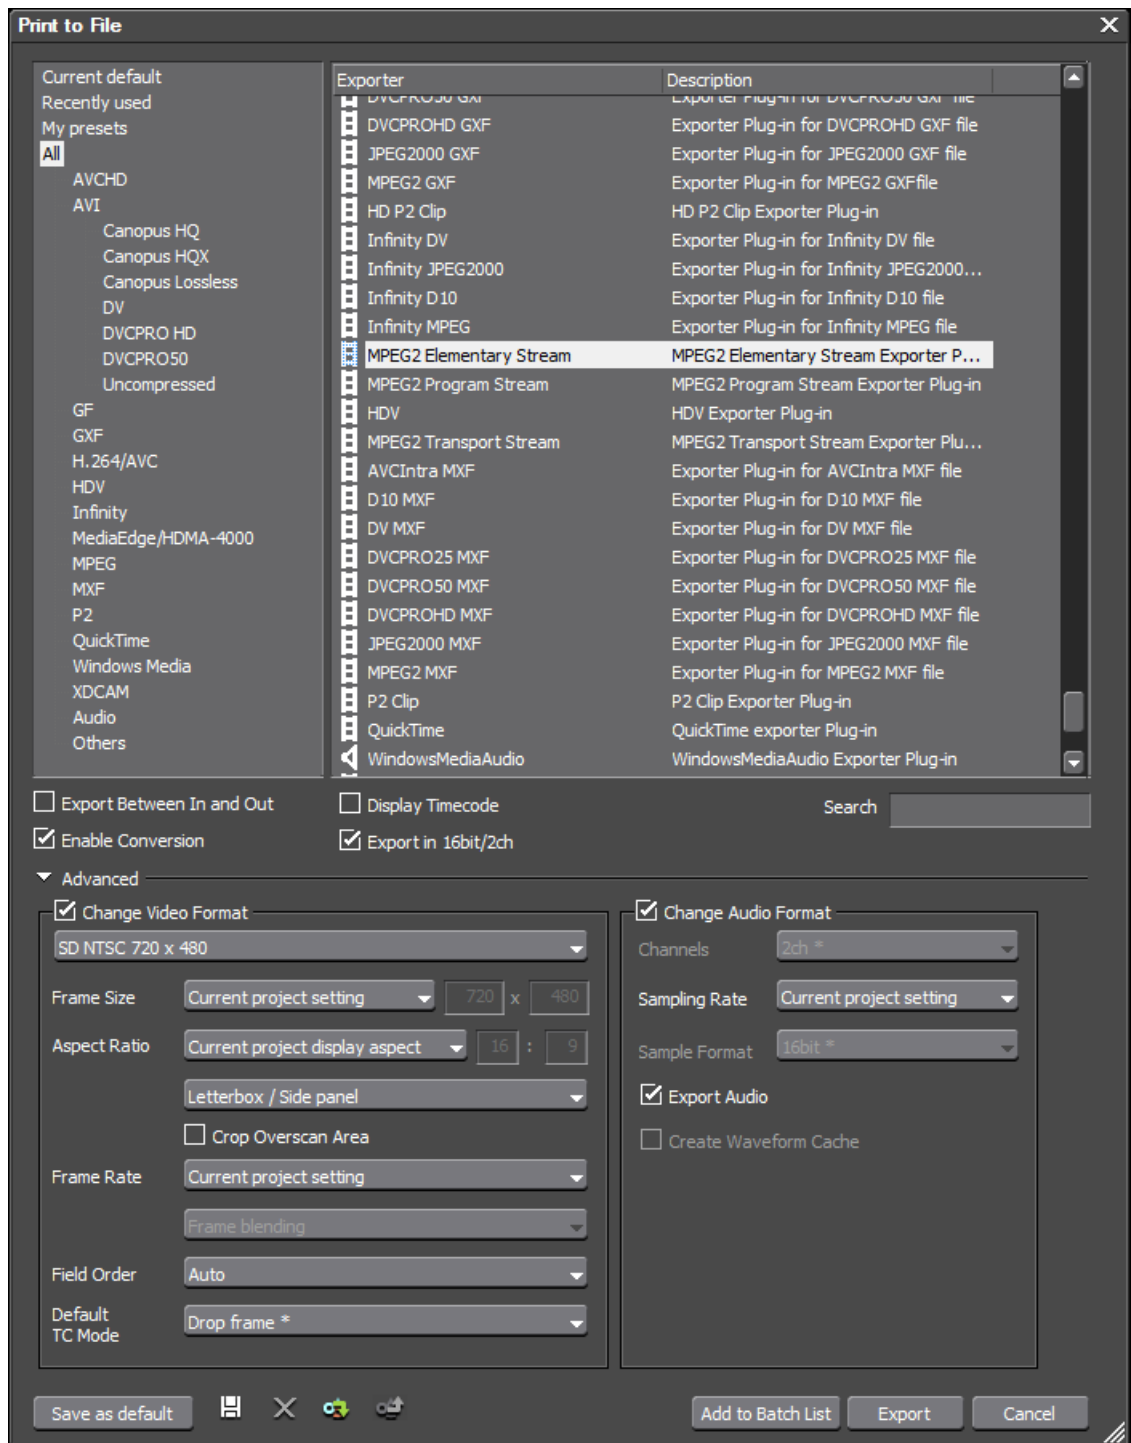 Print to File
Current default
Recently used
My presets
All
AVCHD
AVI
Canopus HQ
Canopus HQX
Canopus Lossless
DV
DVCPRO HD
DVCPRO50
Uncompressed
GF
GXF
H.264/AVC
HDV
Infinity
MediaEdge/HDMA-4000
MPEG
MXF
P2
QuickTime
Windows Media
XDCAM
Audio
Others
Exporter Description
DVCPRO50 GXF Exporter Plug-in for DVCPRO50 GXF file
DVCPROHD GXF Exporter Plug-in for DVCPROHD GXF file
JPEG2000 GXF Exporter Plug-in for JPEG2000 GXF file
MPEG2 GXF Exporter Plug-in for MPEG2 GXFfile
HD P2 Clip HD P2 Clip Exporter Plug-in
Infinity DV Exporter Plug-in for Infinity DV file
Infinity JPEG2000 Exporter Plug-in for Infinity JPEG2000...
Infinity D10 Exporter Plug-in for Infinity D10 file
Infinity MPEG Exporter Plug-in for Infinity MPEG file
MPEG2 Elementary Stream MPEG2 Elementary Stream Exporter P...
MPEG2 Program Stream MPEG2 Program Stream Exporter Plug-in
HDV HDV Exporter Plug-in
MPEG2 Transport Stream MPEG2 Transport Stream Exporter Plu...
AVCIntra MXF Exporter Plug-in for AVCIntra MXF file
D10 MXF Exporter Plug-in for D10 MXF file
DV MXF Exporter Plug-in for DV MXF file
DVCPRO25 MXF Exporter Plug-in for DVCPRO25 MXF file
DVCPRO50 MXF Exporter Plug-in for DVCPRO50 MXF file
DVCPROHD MXF Exporter Plug-in for DVCPROHD MXF file
JPEG2000 MXF Exporter Plug-in for JPEG2000 MXF file
MPEG2 MXF Exporter Plug-in for MPEG2 MXF file
P2 Clip P2 Clip Exporter Plug-in
QuickTime QuickTime exporter Plug-in
WindowsMediaAudio WindowsMediaAudio Exporter Plug-in
Export Between In and Out Display Timecode Search
Enable Conversion Export in 16bit/2ch
Advanced
Change Video Format
SD NTSC 720 x 480
Frame Size Current project setting 720 x 480
Aspect Ratio Current project display aspect 16 : 9
Letterbox / Side panel
Crop Overscan Area
Frame Rate Current project setting
Frame blending
Field Order Auto
Default
TC Mode Drop frame *
Change Audio Format
Channels 2ch *
Sampling Rate Current project setting
Sample Format 16bit *
Export Audio
Create Waveform Cache
Save as default Add to Batch List Export Cancel